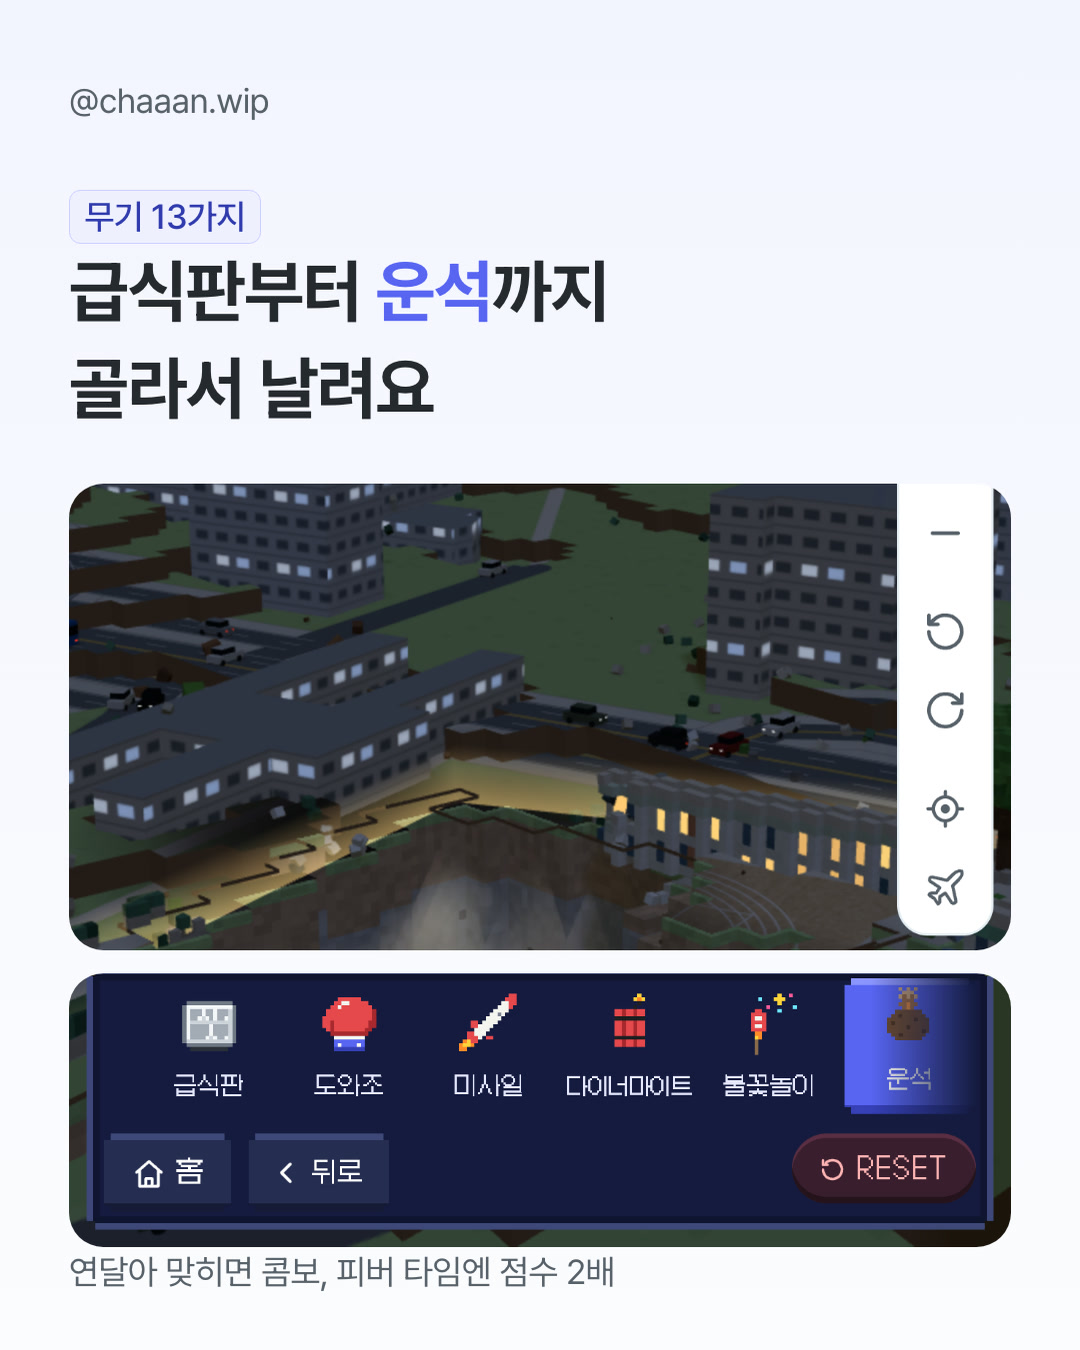 @chaaan.wip
무기 13가지
급식판부터 운석까지
골라서 날려요
급식판 도와조 미사일 다이너마이트 불꽃놀이 운석
홈 뒤로 RESET
연달아 맞히면 콤보, 피버 타임엔 점수 2배